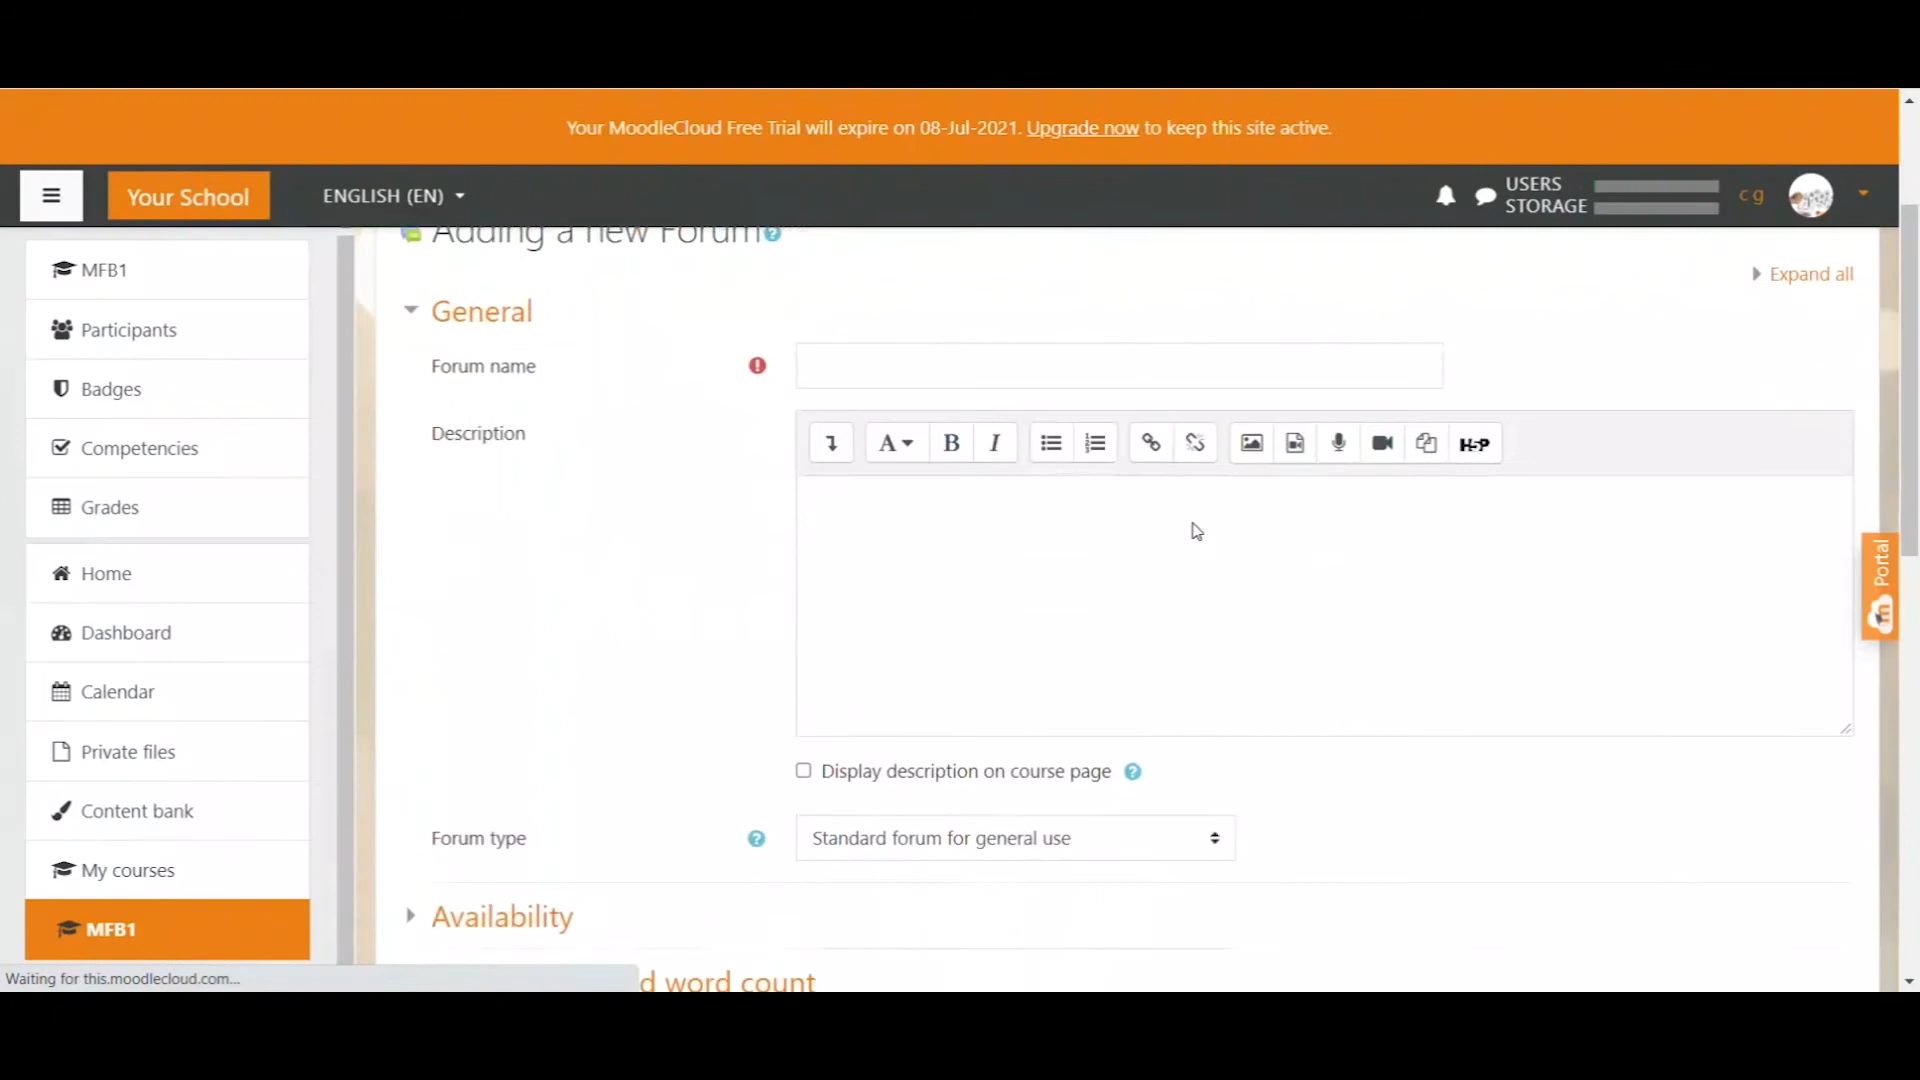 Your MoodleCloud Free Trial will expire on 08-Jul-2021. Upgrade now to keep this site active.
Your School
ENGLISH (EN)
USERS
STORAGE
c g
MFB1
Participants
Badges
Competencies
Grades
Home
Dashboard
Calendar
Private files
Content bank
My courses
MFB1
Adding a new Forum
Expand all
General
Forum name
Description
A B I
H5P
Display description on course page
Forum type
Standard forum for general use
Availability
d word count
Portal
Waiting for this.moodlecloud.com...